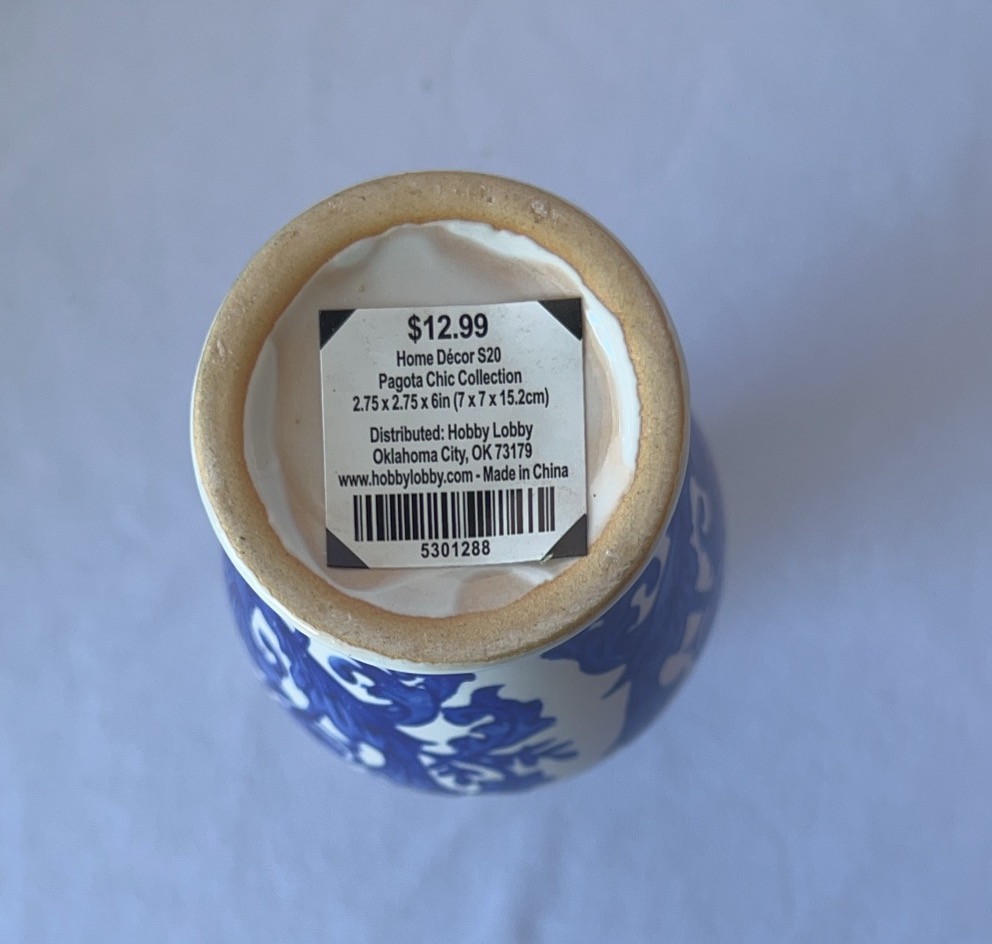 $12.99
Home Décor S20
Pagota Chic Collection
2.75 x 2.75 x 6in (7 x 7 x 15.2cm)
Distributed: Hobby Lobby
Oklahoma City, OK 73179
www.hobbylobby.com - Made in China
5301288